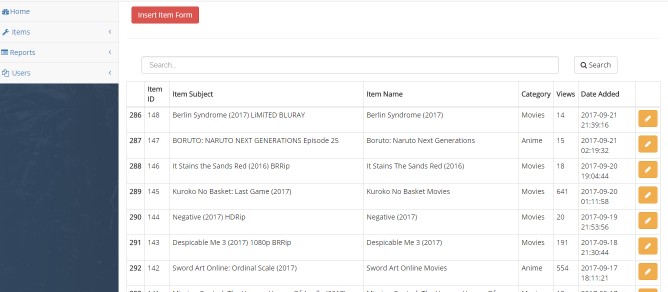 Insert Item Form
Home
Items
Reports
Users
Search...
Search
Item ID Item Subject Item Name Category Views Date Added
286 148 Berlin Syndrome (2017) LIMITED BLURAY Berlin Syndrome (2017) Movies 14 2017-09-21 21:39:16
287 147 BORUTO: NARUTO NEXT GENERATIONS Episode 25 Boruto: Naruto Next Generations Anime 15 2017-09-21 02:19:32
288 146 It Stains the Sands Red (2016) BRRip It Stains The Sands Red (2016) Movies 18 2017-09-20 19:04:44
289 145 Kuroko No Basket: Last Game (2017) Kuroko No Basket Movies Movies 641 2017-09-20 01:11:58
290 144 Negative (2017) HDRip Negative (2017) Movies 20 2017-09-19 21:53:56
291 143 Despicable Me 3 (2017) 1080p BRRip Despicable Me 3 (2017) Movies 191 2017-09-18 21:30:44
292 142 Sword Art Online: Ordinal Scale (2017) Sword Art Online Movies Anime 554 2017-09-17 18:11:21